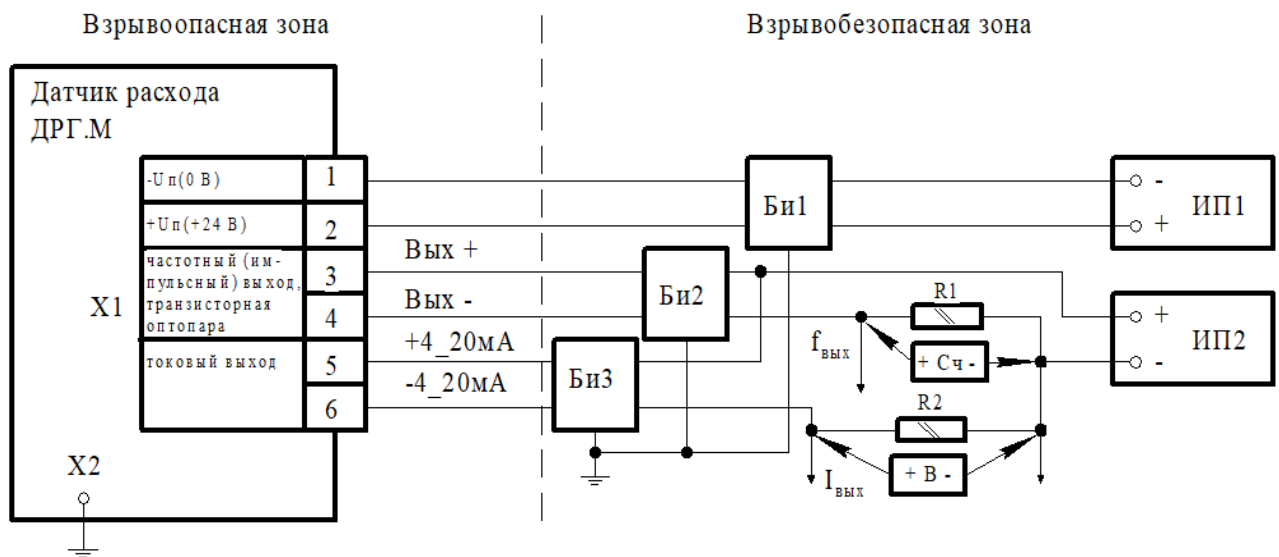 Взрывоопасная зона
Взрывобезопасная зона
Датчик расхода
ДРГ.М
-Uп(0 В)
1
+Uп(+24 В)
2
частотный (им-
пульсный) выход,
транзисторная
оптопара
3
4
токовый выход
5
6
X1
X2
Вых +
Вых -
+4_20мА
-4_20мА
Би1
Би2
Би3
-
+
ИП1
+
-
ИП2
R1
fвых
+ Сч -
R2
Iвых
+ В -